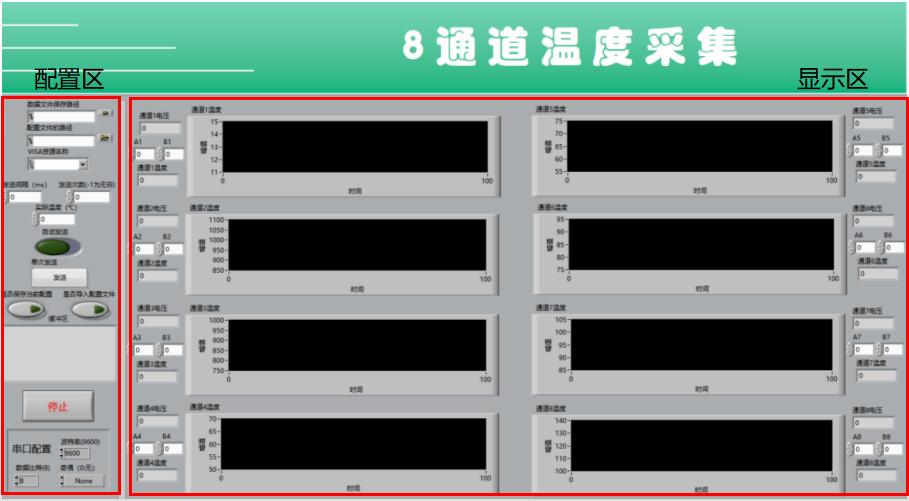 8通道温度采集
配置区
显示区
数据文件保存路径
配置文件的路径
VISA资源名称
发送间隔（ms） 发送次数(-1为无穷)
0 0
实际温度（℃）
0
自动发送
单次发送
发送
是否保存当前配置 是否导入配置文件
缓冲区
停止
串口配置
波特率(9600)
9600
数据比特(8) 奇偶（0:无）
8 None
通道1电压
0
A1 B1
0 0
通道1温度
0
通道1温度
幅值
15
14
13
12
11
0 100
时间
通道2电压
0
A2 B2
0 0
通道2温度
0
通道2温度
幅值
1100
1050
1000
950
900
850
0 100
时间
通道3电压
0
A3 B3
0 0
通道3温度
0
通道3温度
幅值
1000
950
900
850
800
750
0 100
时间
通道4电压
0
A4 B4
0 0
通道4温度
0
通道4温度
幅值
70
65
60
55
50
0 100
时间
通道5温度
幅值
75
70
65
60
55
0 100
时间
通道5电压
0
A5 B5
0 0
通道5温度
0
通道6温度
幅值
95
90
85
80
75
0 100
时间
通道6电压
0
A6 B6
0 0
通道6温度
0
通道7温度
幅值
105
100
95
90
85
0 100
时间
通道7电压
0
A7 B7
0 0
通道7温度
0
通道8温度
幅值
140
130
120
110
100
0 100
时间
通道8电压
0
A8 B8
0 0
通道8温度
0